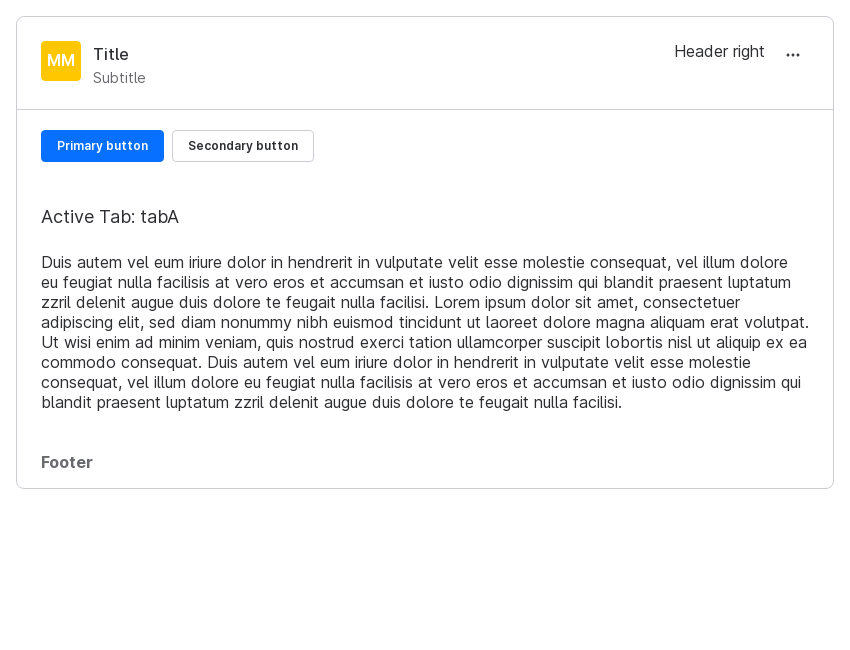 MM
Title
Header right
Subtitle
Primary button
Secondary button
Active Tab: tabA
Duis autem vel eum iriure dolor in hendrerit in vulputate velit esse molestie consequat, vel illum dolore
eu feugiat nulla facilisis at vero eros et accumsan et iusto odio dignissim qui blandit praesent luptatum
zzril delenit augue duis dolore te feugait nulla facilisi. Lorem ipsum dolor sit amet, consectetuer
adipiscing elit, sed diam nonummy nibh euismod tincidunt ut laoreet dolore magna aliquam erat volutpat.
Ut wisi enim ad minim veniam, quis nostrud exerci tation ullamcorper suscipit lobortis nisl ut aliquip ex ea
commodo consequat. Duis autem vel eum iriure dolor in hendrerit in vulputate velit esse molestie
consequat, vel illum dolore eu feugiat nulla facilisis at vero eros et accumsan et iusto odio dignissim qui
blandit praesent luptatum zzril delenit augue duis dolore te feugait nulla facilisi.
Footer